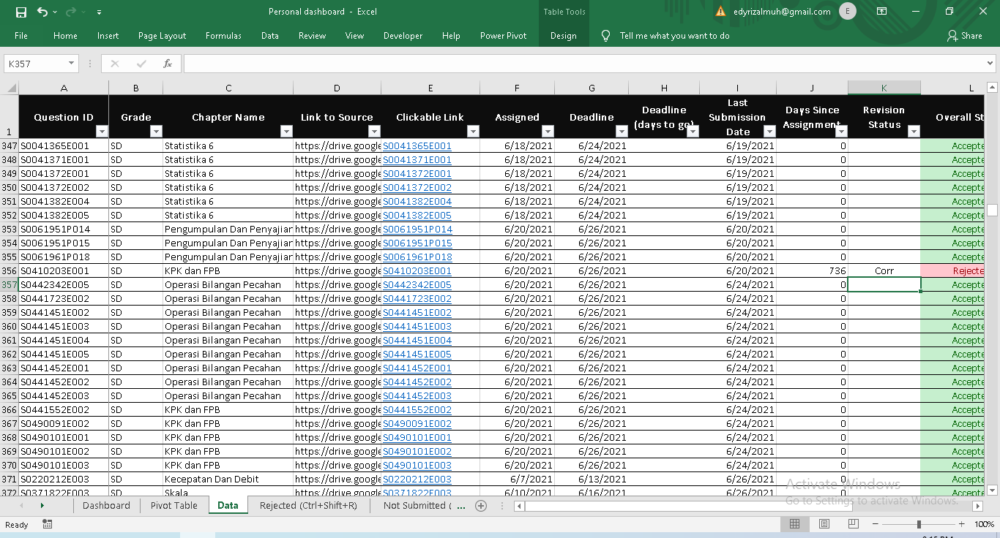 Personal dashboard - Excel
Table Tools
edyrizalmuh@gmail.com
E
File Home Insert Page Layout Formulas Data Review View Developer Help Power Pivot Design Tell me what you want to do Share
K357
fx
A B C D E F G H I J K L
1 Question ID Grade Chapter Name Link to Source Clickable Link Assigned Deadline Deadline (days to go) Last Submission Date Days Since Assignment Revision Status Overall St
347 S0041365E001 SD Statistika 6 https://drive.google S0041365E001 6/18/2021 6/24/2021 6/19/2021 0 Accepte
348 S0041371E001 SD Statistika 6 https://drive.google S0041371E001 6/18/2021 6/24/2021 6/19/2021 0 Accepte
349 S0041372E001 SD Statistika 6 https://drive.google S0041372E001 6/18/2021 6/24/2021 6/19/2021 0 Accepte
350 S0041372E002 SD Statistika 6 https://drive.google S0041372E002 6/18/2021 6/24/2021 6/19/2021 0 Accepte
351 S0041382E004 SD Statistika 6 https://drive.google S0041382E004 6/18/2021 6/24/2021 6/19/2021 0 Accepte
352 S0041382E005 SD Statistika 6 https://drive.google S0041382E005 6/18/2021 6/24/2021 6/19/2021 0 Accepte
353 S0061951P014 SD Pengumpulan Dan Penyajian https://drive.google S0061951P014 6/20/2021 6/26/2021 6/20/2021 0 Accepte
354 S0061951P015 SD Pengumpulan Dan Penyajian https://drive.google S0061951P015 6/20/2021 6/26/2021 6/20/2021 0 Accepte
355 S0061961P018 SD Pengumpulan Dan Penyajian https://drive.google S0061961P018 6/20/2021 6/26/2021 6/20/2021 0 Accepte
356 S0410203E001 SD KPK dan FPB https://drive.google S0410203E001 6/20/2021 6/26/2021 6/20/2021 736 Corr Rejecte
357 S0442342E005 SD Operasi Bilangan Pecahan https://drive.google S0442342E005 6/20/2021 6/26/2021 6/24/2021 0 Accepte
358 S0441723E002 SD Operasi Bilangan Pecahan https://drive.google S0441723E002 6/20/2021 6/26/2021 6/24/2021 0 Accepte
359 S0441451E002 SD Operasi Bilangan Pecahan https://drive.google S0441451E002 6/20/2021 6/26/2021 6/24/2021 0 Accepte
360 S0441451E003 SD Operasi Bilangan Pecahan https://drive.google S0441451E003 6/20/2021 6/26/2021 6/24/2021 0 Accepte
361 S0441451E004 SD Operasi Bilangan Pecahan https://drive.google S0441451E004 6/20/2021 6/26/2021 6/24/2021 0 Accepte
362 S0441451E005 SD Operasi Bilangan Pecahan https://drive.google S0441451E005 6/20/2021 6/26/2021 6/24/2021 0 Accepte
363 S0441452E001 SD Operasi Bilangan Pecahan https://drive.google S0441452E001 6/20/2021 6/26/2021 6/24/2021 0 Accepte
364 S0441452E002 SD Operasi Bilangan Pecahan https://drive.google S0441452E002 6/20/2021 6/26/2021 6/24/2021 0 Accepte
365 S0441452E003 SD Operasi Bilangan Pecahan https://drive.google S0441452E003 6/20/2021 6/26/2021 6/24/2021 0 Accepte
366 S0441552E002 SD KPK dan FPB https://drive.google S0441552E002 6/20/2021 6/26/2021 6/24/2021 0 Accepte
367 S0490091E002 SD KPK dan FPB https://drive.google S0490091E002 6/20/2021 6/26/2021 6/24/2021 0 Accepte
368 S0490101E001 SD KPK dan FPB https://drive.google S0490101E001 6/20/2021 6/26/2021 6/24/2021 0 Accepte
369 S0490101E002 SD KPK dan FPB https://drive.google S0490101E002 6/20/2021 6/26/2021 6/24/2021 0 Accepte
370 S0490101E003 SD KPK dan FPB https://drive.google S0490101E003 6/20/2021 6/26/2021 6/24/2021 0 Accepte
371 S0220212E003 SD Kecepatan Dan Debit https://drive.google S0220212E003 6/7/2021 6/13/2021 6/26/2021 0 Accepte
372 S0371822E003 SD Skala https://drive.google S0371822E003 6/10/2021 6/16/2021 6/26/2021 0 Accepte
Activate Windows
Go to Settings to activate Windows.
Dashboard Pivot Table Data Rejected (Ctrl+Shift+R) Not Submitted ( ...
Ready 100%